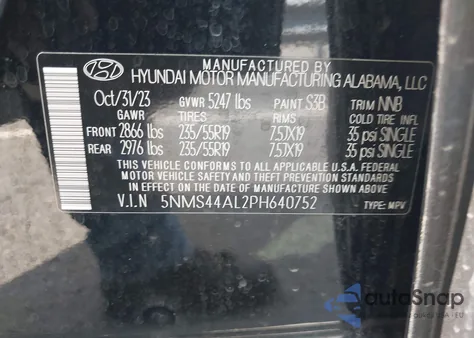 MANUFACTURED BY
HYUNDAI MOTOR MANUFACTURING ALABAMA, LLC
Oct/31/23 GVWR 5247 lbs PAINT S3B TRIM NNB
GAWR TIRES RIMS COLD TIRE INFL
FRONT 2866 lbs 235/55R19 7.5JX19 35 psi SINGLE
REAR 2976 lbs 235/55R19 7.5JX19 35 psi SINGLE
THIS VEHICLE CONFORMS TO ALL APPLICABLE U.S.A. FEDERAL
MOTOR VEHICLE SAFETY AND THEFT PREVENTION STANDARDS
IN EFFECT ON THE DATE OF MANUFACTURE SHOWN ABOVE.
V.I.N 5NMS44AL2PH640752 TYPE: MPV
autoSnap